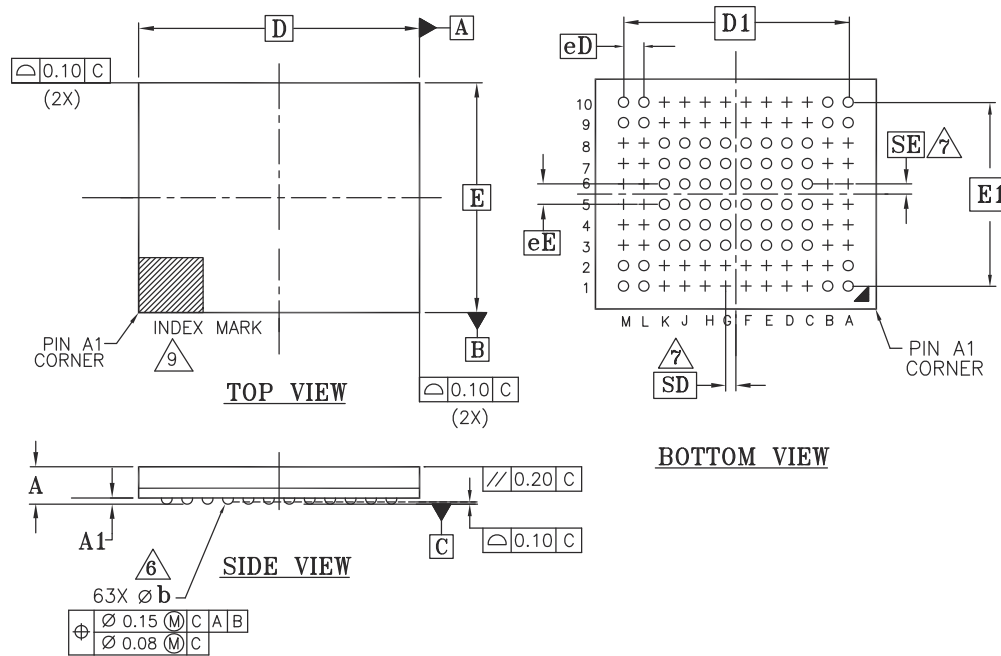 D
A
D1
eD
⌓ 0.10 C
(2X)
10
9
8
7
6
5
4
3
2
1
SE 7
E
E1
eE
M L K J H G F E D C B A
INDEX MARK
PIN A1
CORNER
9
B
7
SD
PIN A1
CORNER
TOP VIEW
⌓ 0.10 C
(2X)
BOTTOM VIEW
A
// 0.20 C
A1
C
⌓ 0.10 C
6
SIDE VIEW
63X Ø b
⌖ Ø 0.15 Ⓜ C A B
Ø 0.08 Ⓜ C